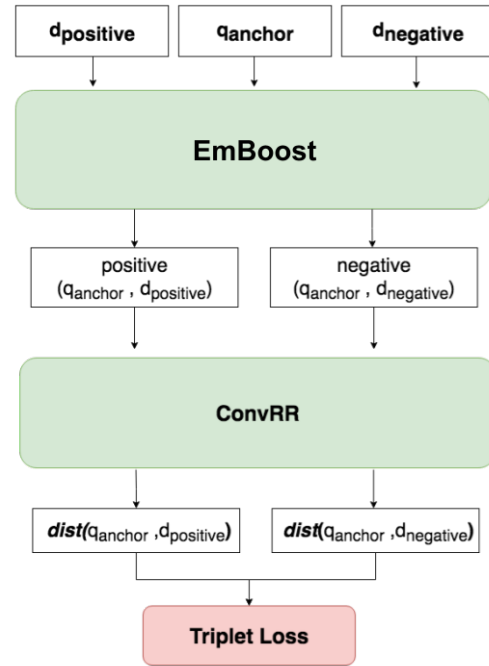 dpositive
qanchor
dnegative
EmBoost
positive
(qanchor , dpositive)
negative
(qanchor , dnegative)
ConvRR
dist(qanchor ,dpositive)
dist(qanchor ,dnegative)
Triplet Loss